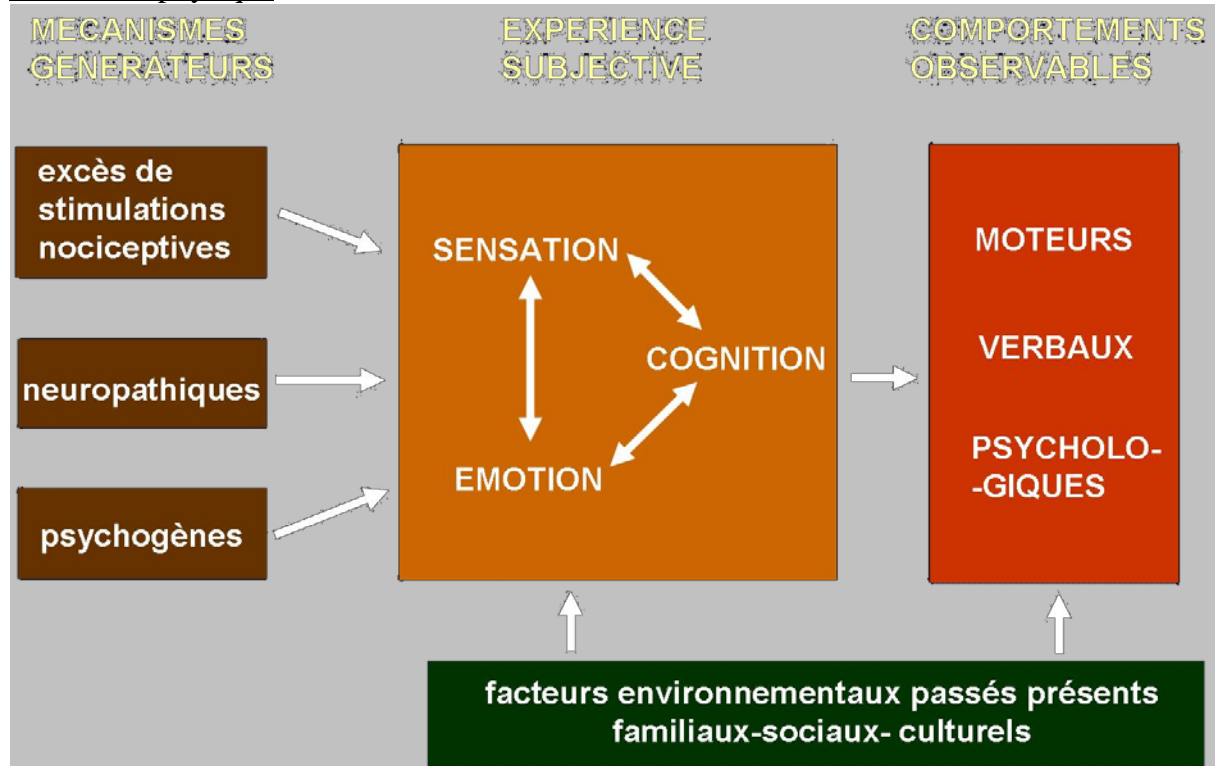 MECANISMES
GENERATEURS
EXPERIENCE
SUBJECTIVE
COMPORTEMENTS
OBSERVABLES
excès de
stimulations
nociceptives
neuropathiques
psychogènes
SENSATION
COGNITION
EMOTION
MOTEURS
VERBAUX
PSYCHOLO-
-GIQUES
facteurs environnementaux passés présents
familiaux-sociaux- culturels